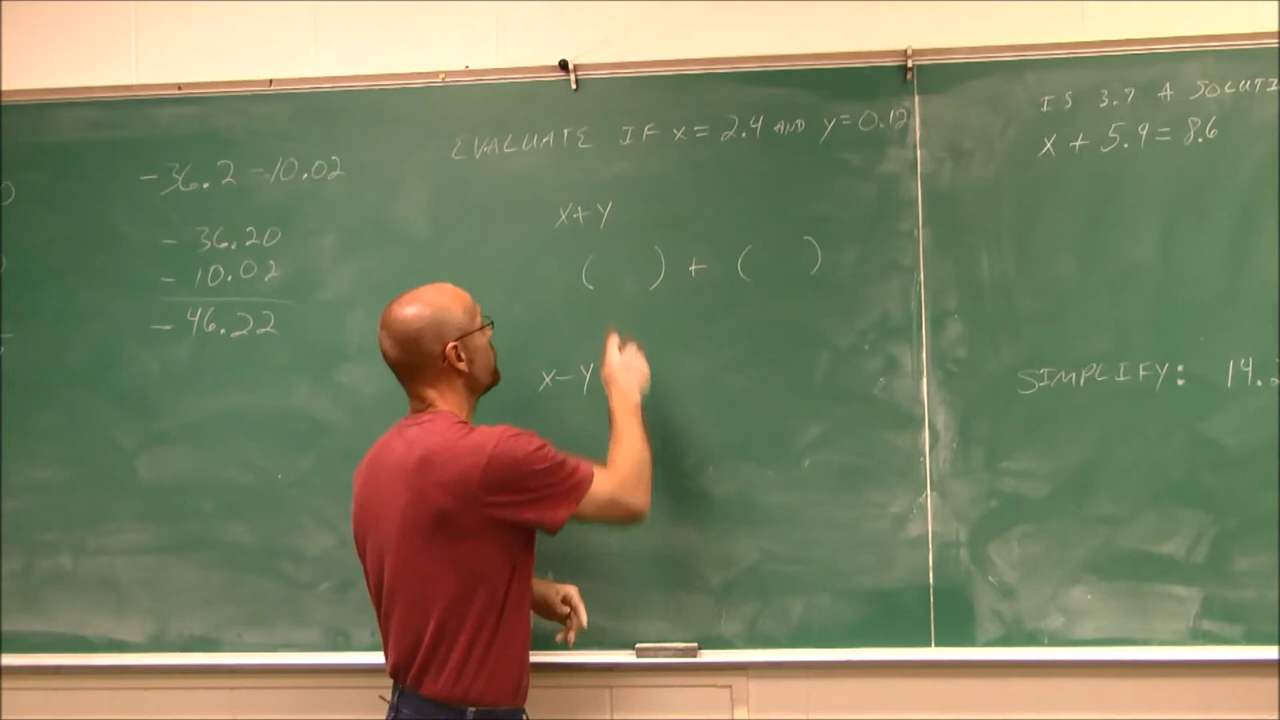 -36.2 -10.02
- 36.20
- 10.02
- 46.22
EVALUATE IF X = 2.4 AND Y = 0.12
X+Y
(    ) + (    )
X-Y
IS 3.7 A
X + 5.9 = 8.6
SIMPLIFY: 14.